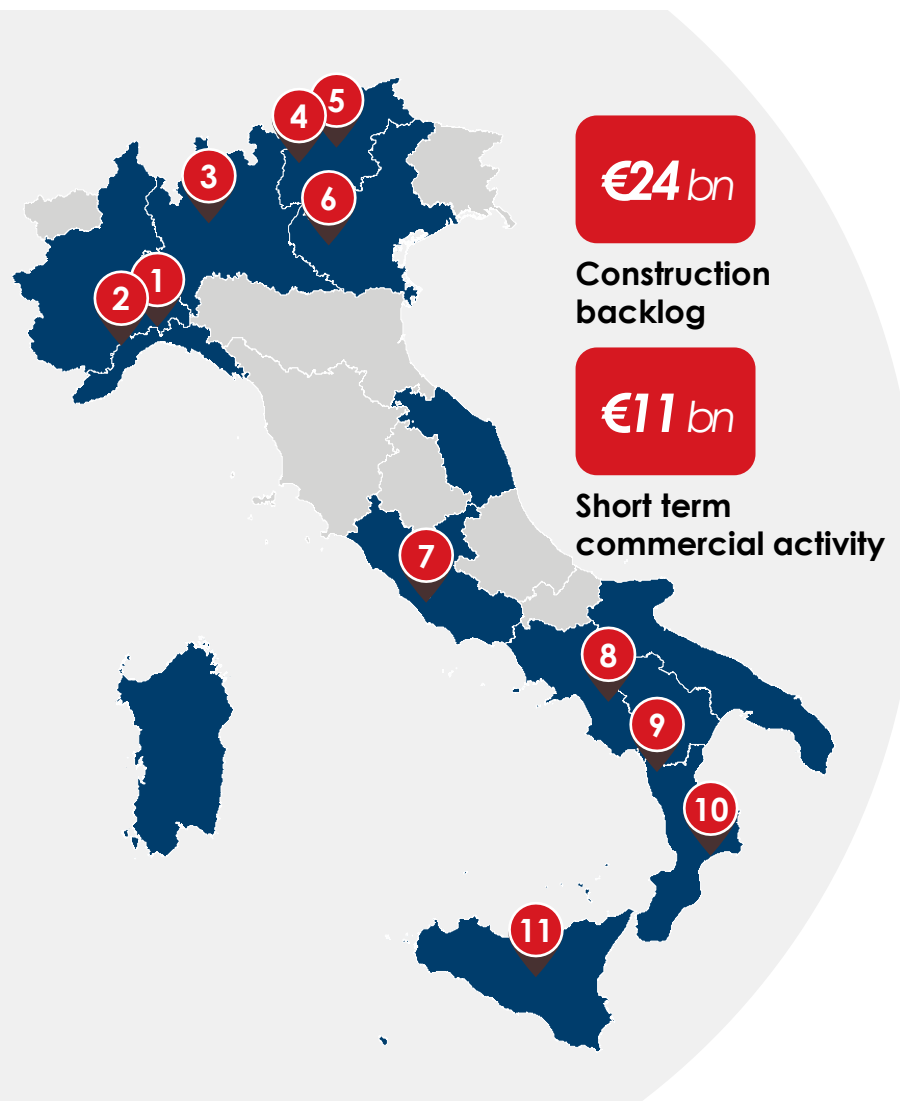 5
4
3
6
1
2
7
8
9
10
11
€24 bn
Construction
backlog
€11 bn
Short term
commercial activity